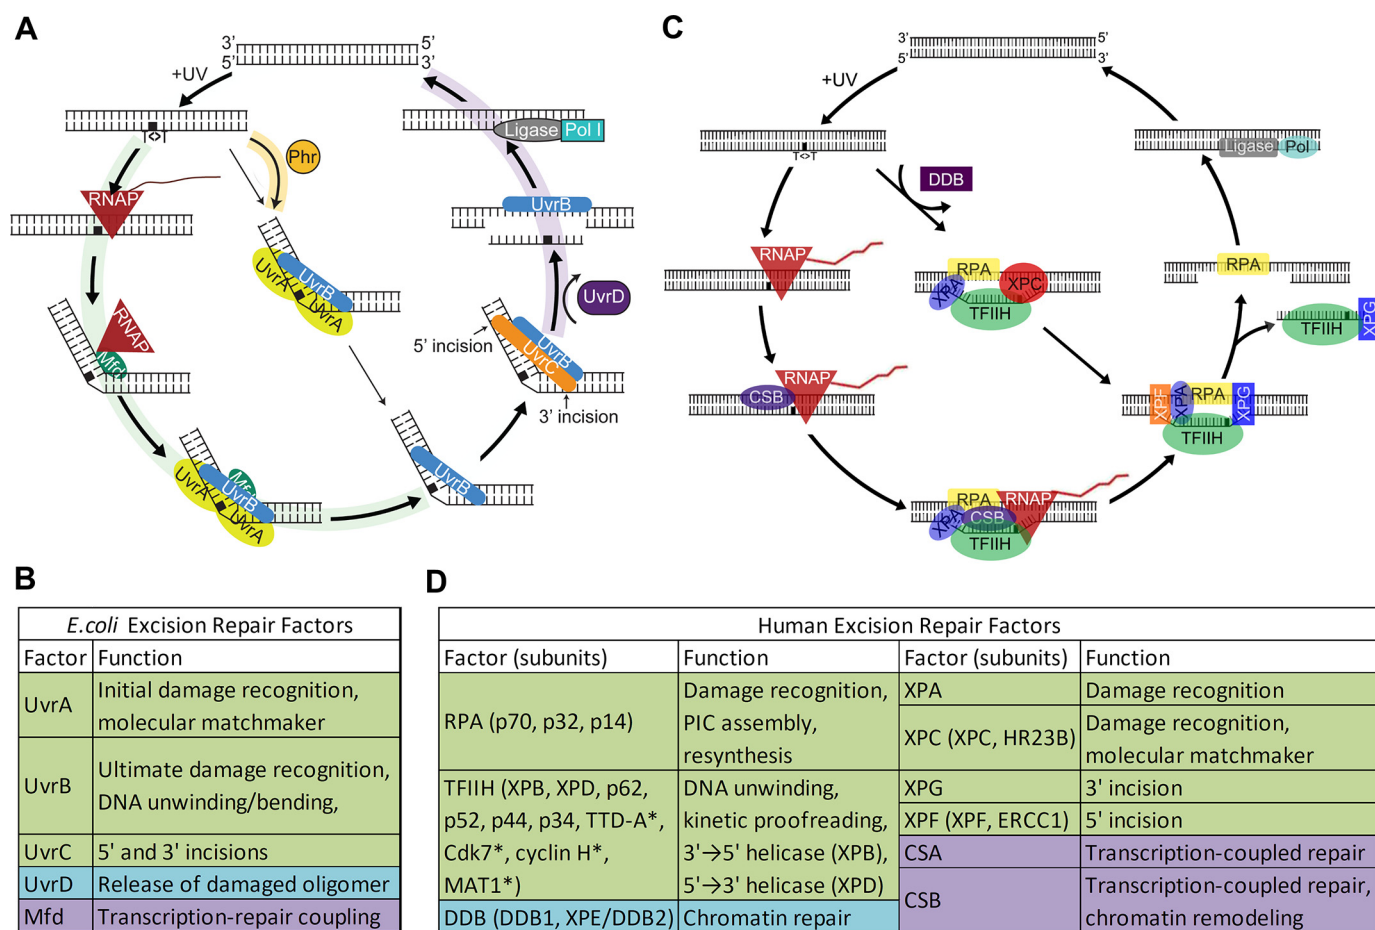 A
3'
5'
5'
3'
+UV
T<>T
Phr
RNAP
Ligase
Pol I
UvrB
UvrA
UvrB
UvrA
RNAP
Mfd
UvrD
5' incision
UvrB
UvrC
3' incision
UvrA
Mf
UvrB
UvrA
UvrB
C
3'
5'
5'
3'
+UV
T<>T
DDB
Ligase
Pol
RNAP
RPA
XPA
XPC
TFIIH
RPA
TFIIH
XPG
CSB
RNAP
XPF
XPA
RPA
XPG
TFIIH
RPA
RNAP
XPA
CSB
TFIIH
B
E.coli Excision Repair Factors
Factor
Function
UvrA
Initial damage recognition,
molecular matchmaker
UvrB
Ultimate damage recognition,
DNA unwinding/bending,
UvrC
5' and 3' incisions
UvrD
Release of damaged oligomer
Mfd
Transcription-repair coupling
D
Human Excision Repair Factors
Factor (subunits)
Function
Factor (subunits)
Function
RPA (p70, p32, p14)
Damage recognition,
PIC assembly,
resynthesis
XPA
Damage recognition
XPC (XPC, HR23B)
Damage recognition,
molecular matchmaker
TFIIH (XPB, XPD, p62,
p52, p44, p34, TTD-A*,
Cdk7*, cyclin H*,
MAT1*)
DNA unwinding,
kinetic proofreading,
3'→5' helicase (XPB),
5'→3' helicase (XPD)
XPG
3' incision
XPF (XPF, ERCC1)
5' incision
CSA
Transcription-coupled repair
CSB
Transcription-coupled repair,
chromatin remodeling
DDB (DDB1, XPE/DDB2)
Chromatin repair